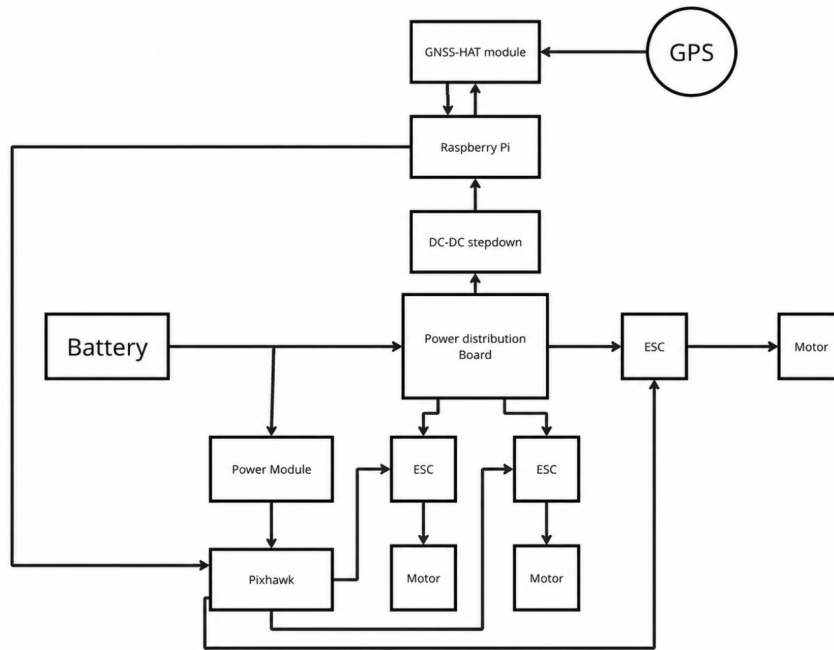 GNSS-HAT module
GPS
Raspberry Pi
DC-DC stepdown
Battery
Power distribution
Board
ESC
Motor
Power Module
ESC
ESC
Pixhawk
Motor
Motor